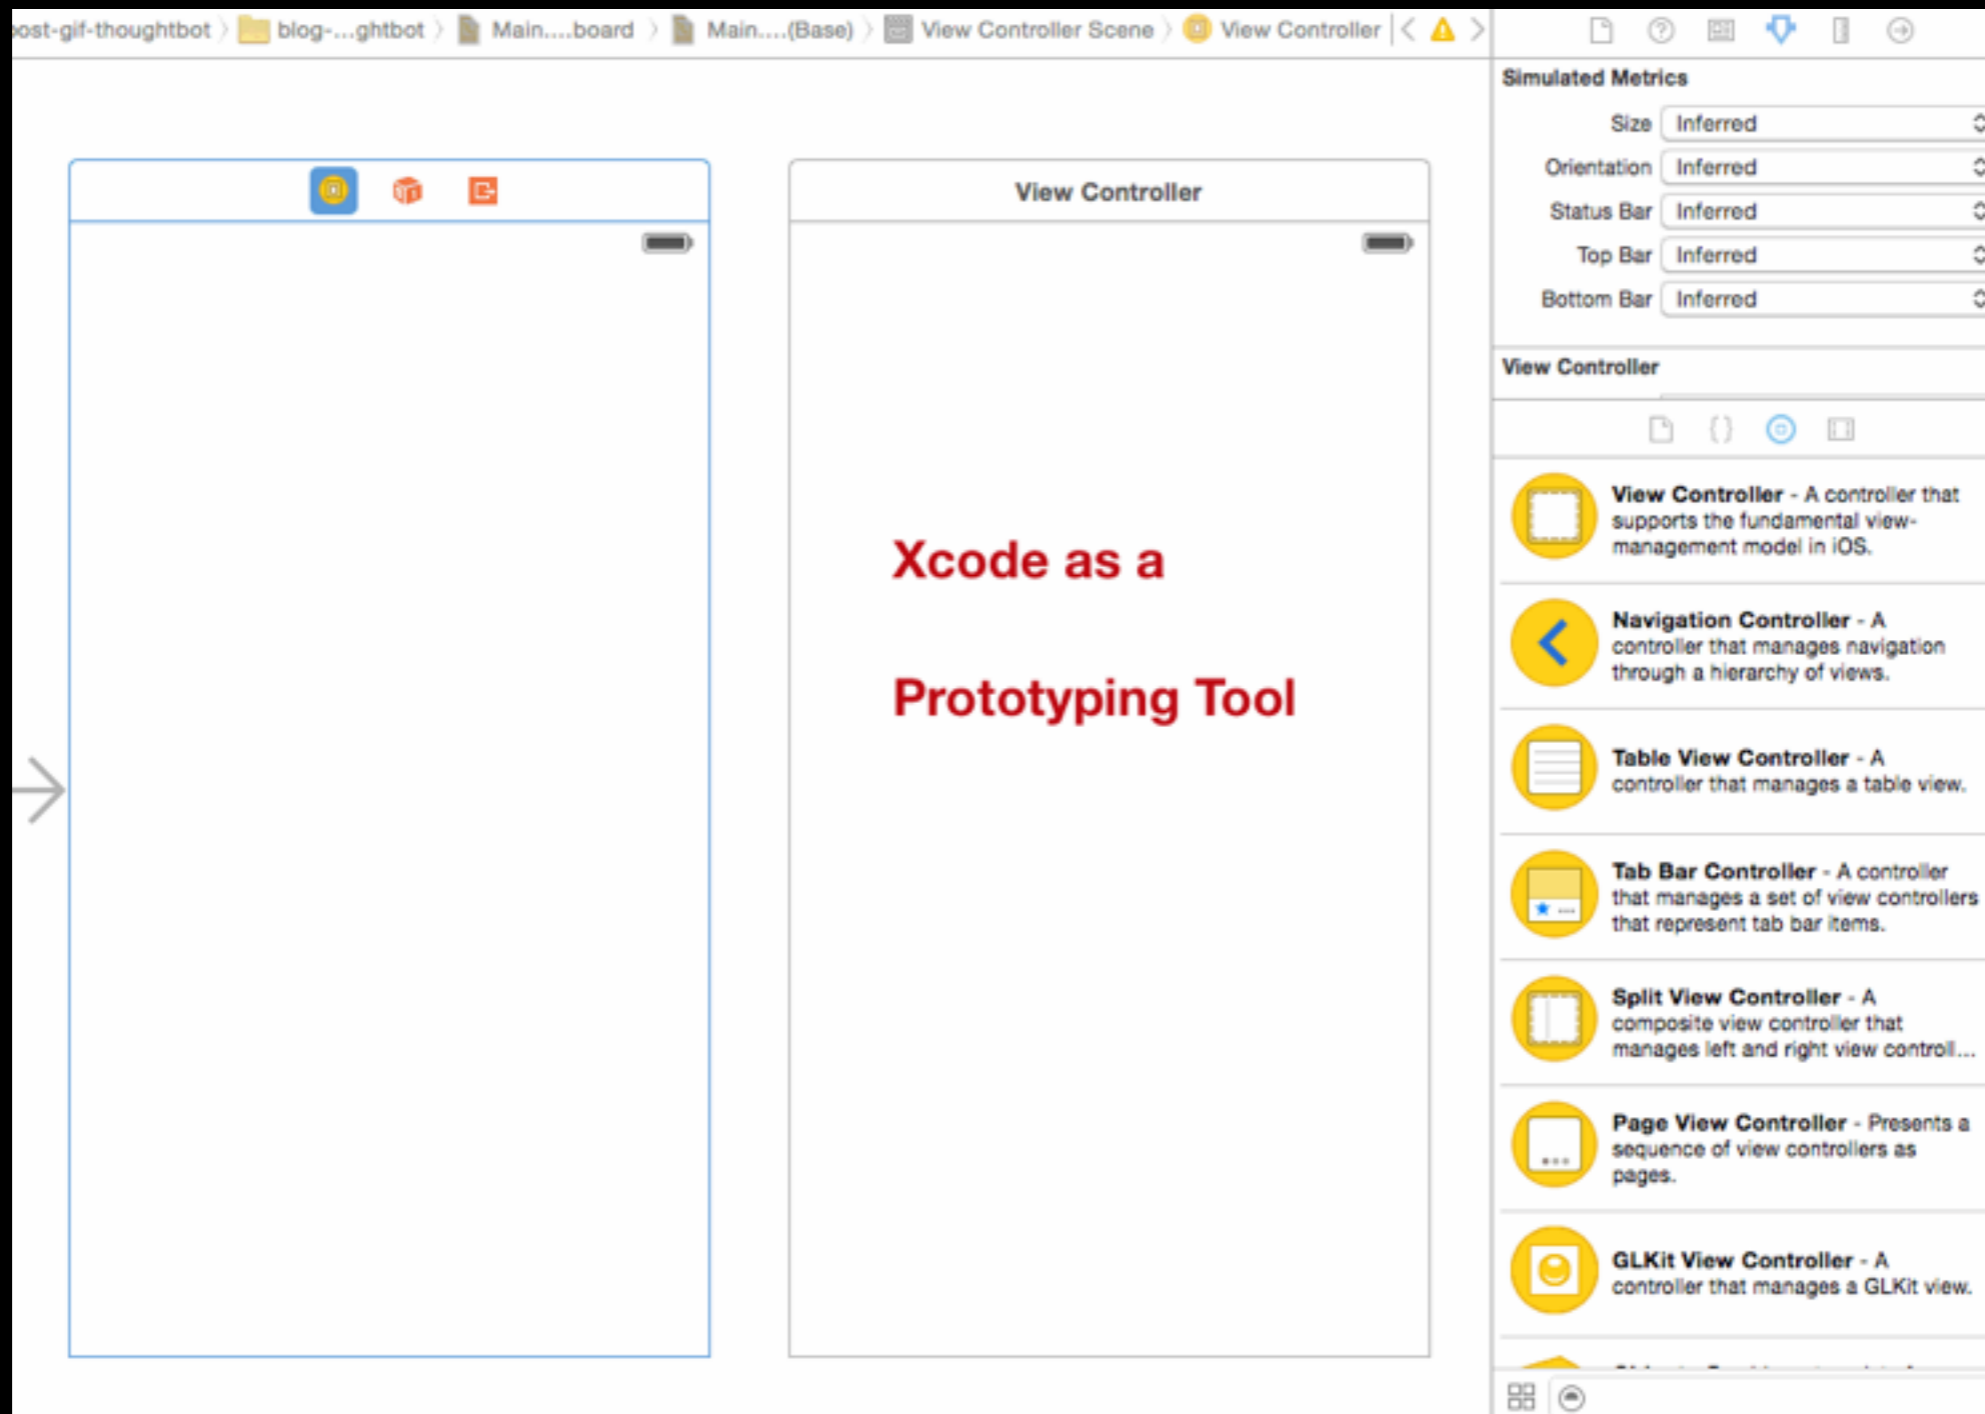 ost-gif-thoughtbot > blog-...ghtbot > Main....board > Main....(Base) > View Controller Scene > View Controller
View Controller
Xcode as a
Prototyping Tool
Simulated Metrics
Size Inferred
Orientation Inferred
Status Bar Inferred
Top Bar Inferred
Bottom Bar Inferred
View Controller
View Controller - A controller that
supports the fundamental view-
management model in iOS.
Navigation Controller - A
controller that manages navigation
through a hierarchy of views.
Table View Controller - A
controller that manages a table view.
Tab Bar Controller - A controller
that manages a set of view controllers
that represent tab bar items.
Split View Controller - A
composite view controller that
manages left and right view controll...
Page View Controller - Presents a
sequence of view controllers as
pages.
GLKit View Controller - A
controller that manages a GLKit view.